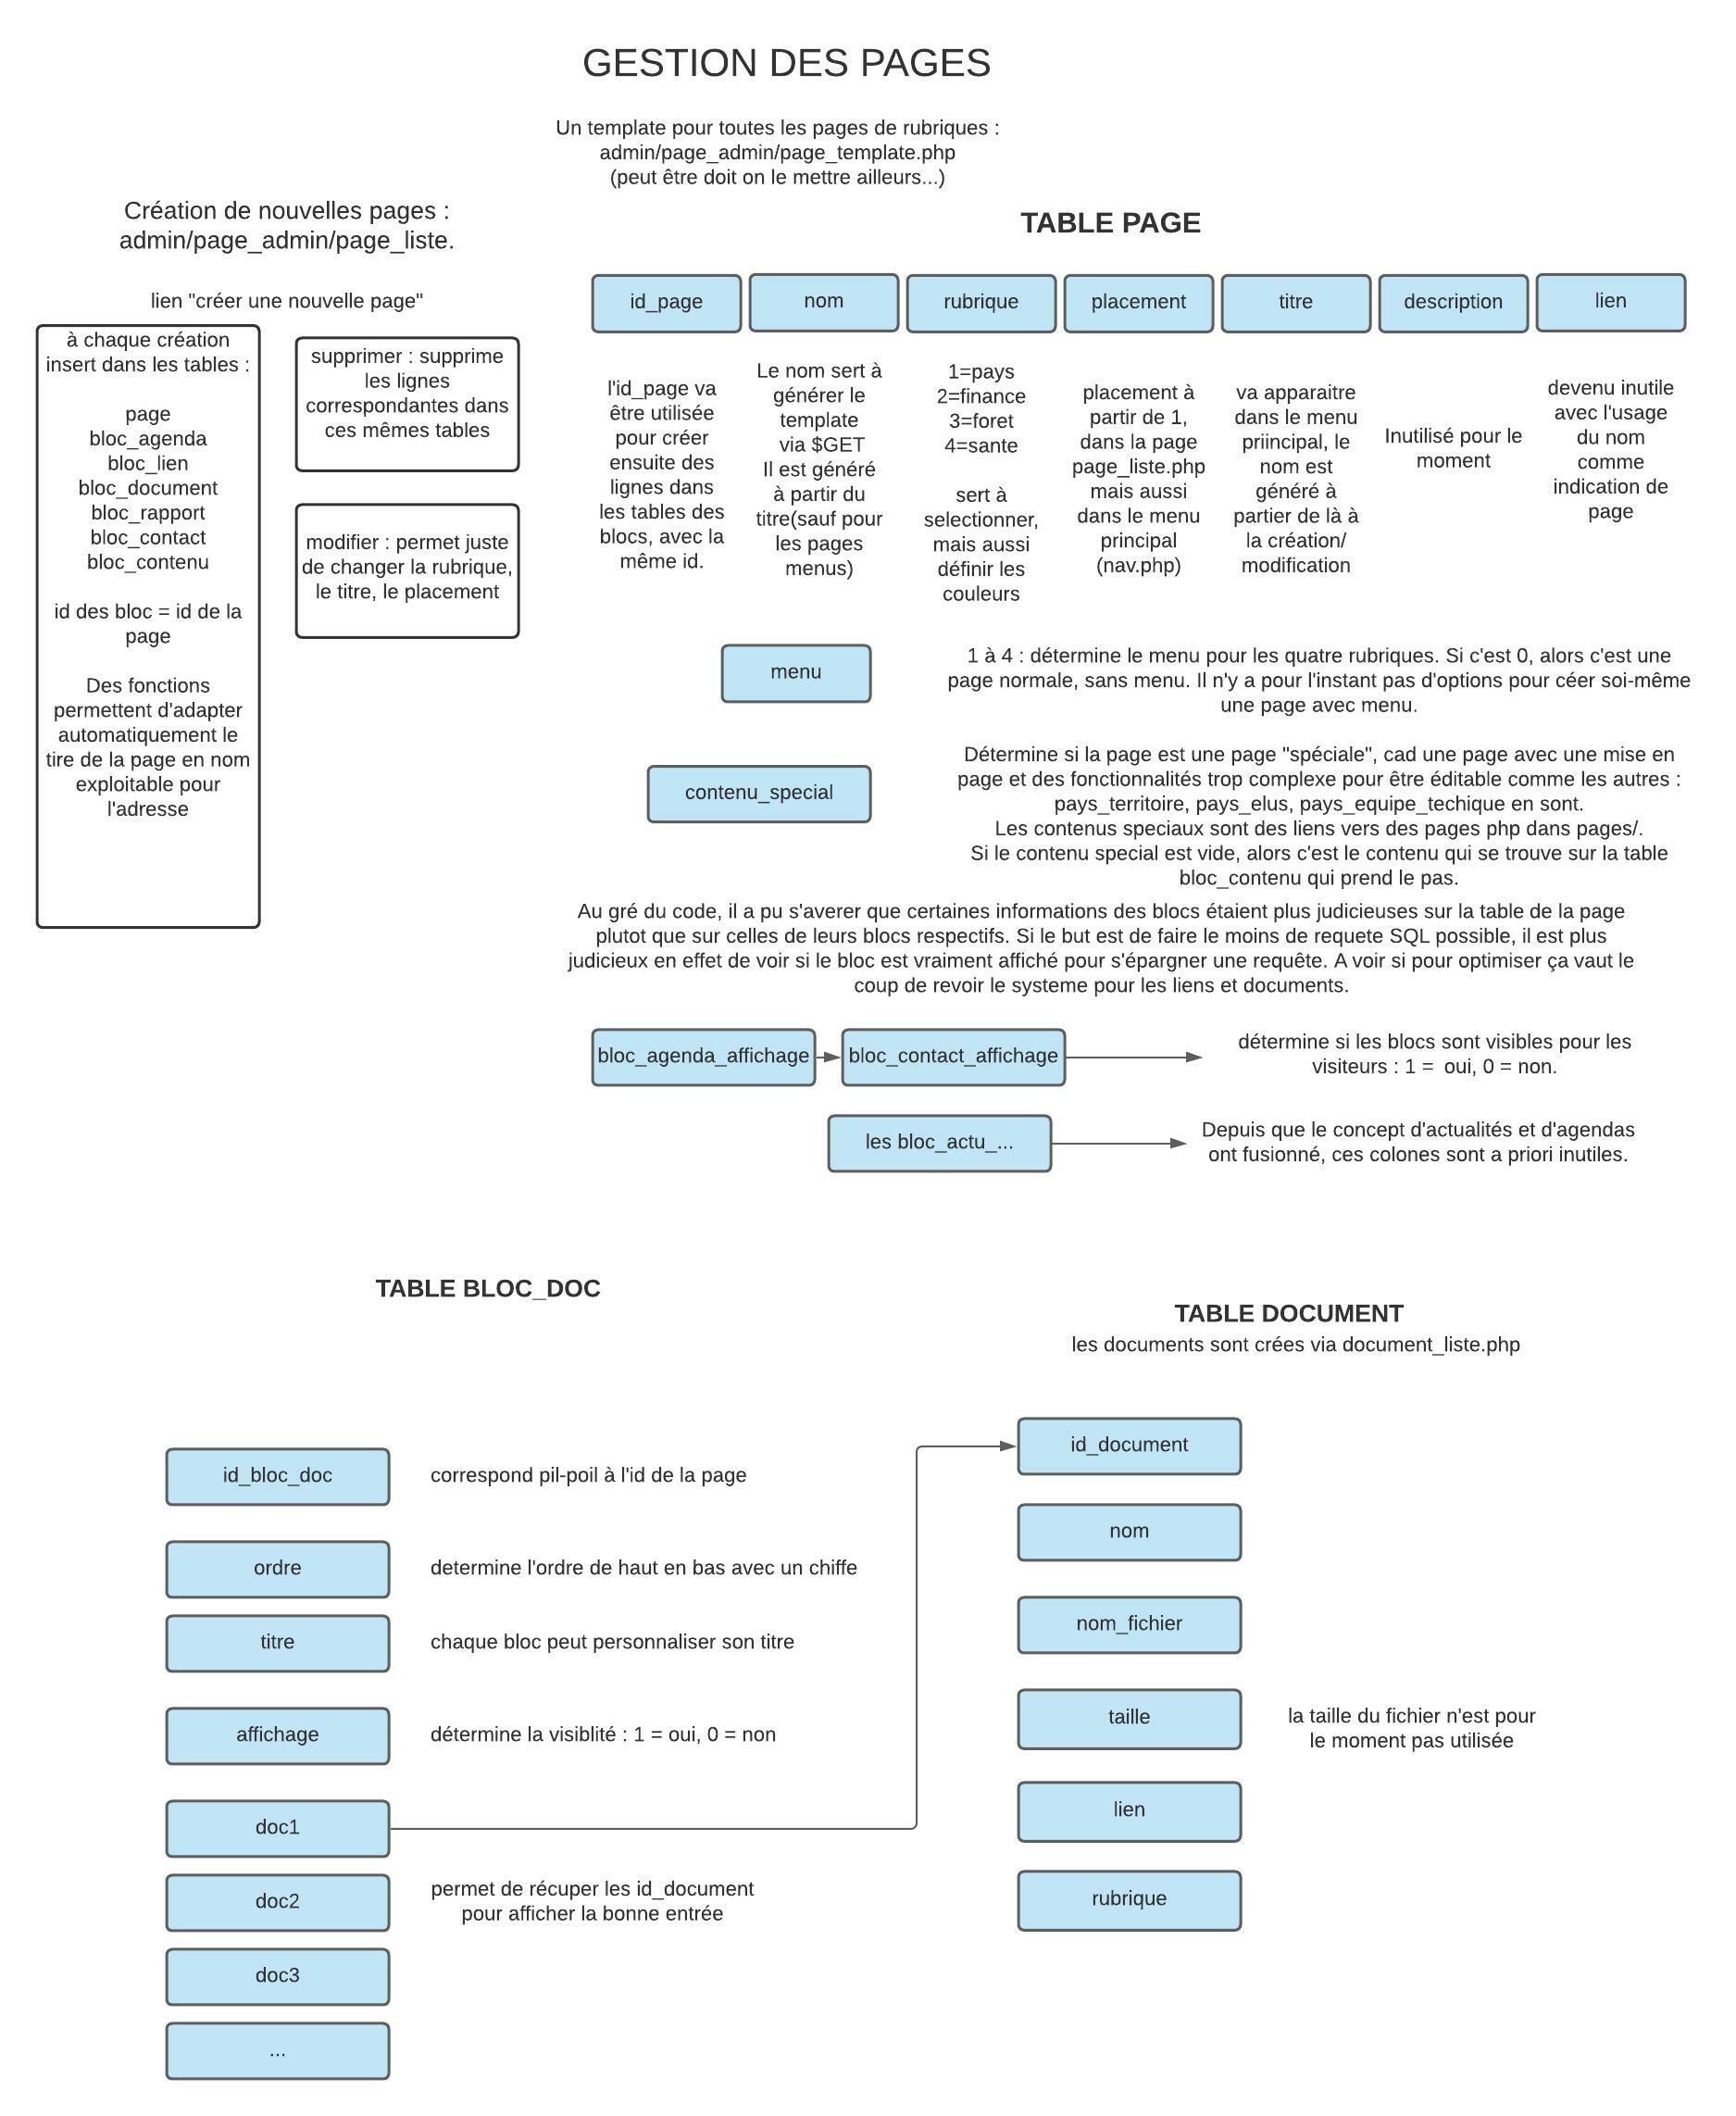 GESTION DES PAGES
Un template pour toutes les pages de rubriques :
admin/page_admin/page_template.php
(peut être doit on le mettre ailleurs...)
Création de nouvelles pages :
admin/page_admin/page_liste.
lien "créer une nouvelle page"
à chaque création
insert dans les tables :
page
bloc_agenda
bloc_lien
bloc_document
bloc_rapport
bloc_contact
bloc_contenu
id des bloc = id de la
page
Des fonctions
permettent d'adapter
automatiquement le
tire de la page en nom
exploitable pour
l'adresse
supprimer : supprime
les lignes
correspondantes dans
ces mêmes tables
modifier : permet juste
de changer la rubrique,
le titre, le placement
TABLE PAGE
id_page
nom
rubrique
placement
titre
description
lien
l'id_page va
être utilisée
pour créer
ensuite des
lignes dans
les tables des
blocs, avec la
même id.
Le nom sert à
générer le
template
via $GET
Il est généré
à partir du
titre(sauf pour
les pages
menus)
1=pays
2=finance
3=foret
4=sante
sert à
selectionner,
mais aussi
définir les
couleurs
placement à
partir de 1,
dans la page
page_liste.php
mais aussi
dans le menu
principal
(nav.php)
va apparaitre
dans le menu
priincipal, le
nom est
généré à
partier de là à
la création/
modification
Inutilisé pour le
moment
devenu inutile
avec l'usage
du nom
comme
indication de
page
menu
1 à 4 : détermine le menu pour les quatre rubriques. Si c'est 0, alors c'est une
page normale, sans menu. Il n'y a pour l'instant pas d'options pour céer soi-même
une page avec menu.
contenu_special
Détermine si la page est une page "spéciale", cad une page avec une mise en
page et des fonctionnalités trop complexe pour être éditable comme les autres :
pays_territoire, pays_elus, pays_equipe_techique en sont.
Les contenus speciaux sont des liens vers des pages php dans pages/.
Si le contenu special est vide, alors c'est le contenu qui se trouve sur la table
bloc_contenu qui prend le pas.
Au gré du code, il a pu s'averer que certaines informations des blocs étaient plus judicieuses sur la table de la page
plutot que sur celles de leurs blocs respectifs. Si le but est de faire le moins de requete SQL possible, il est plus
judicieux en effet de voir si le bloc est vraiment affiché pour s'épargner une requête. A voir si pour optimiser ça vaut le
coup de revoir le systeme pour les liens et documents.
bloc_agenda_affichage
bloc_contact_affichage
détermine si les blocs sont visibles pour les
visiteurs : 1 =  oui, 0 = non.
les bloc_actu_...
Depuis que le concept d'actualités et d'agendas
ont fusionné, ces colones sont a priori inutiles.
TABLE BLOC_DOC
id_bloc_doc
correspond pil-poil à l'id de la page
ordre
determine l'ordre de haut en bas avec un chiffe
titre
chaque bloc peut personnaliser son titre
affichage
détermine la visiblité : 1 = oui, 0 = non
doc1
doc2
permet de récuper les id_document
pour afficher la bonne entrée
doc3
...
TABLE DOCUMENT
les documents sont crées via document_liste.php
id_document
nom
nom_fichier
taille
la taille du fichier n'est pour
le moment pas utilisée
lien
rubrique